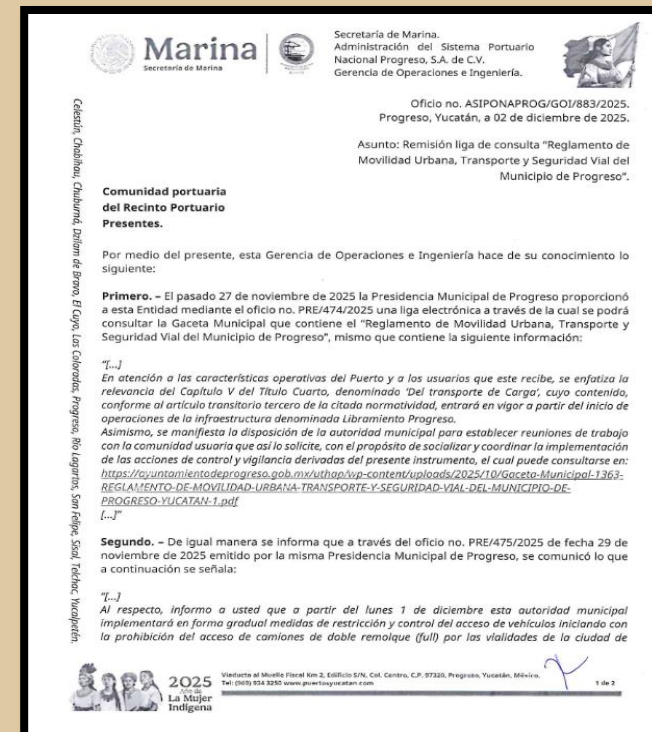 Marina
Secretaría de Marina
Secretaría de Marina.
Administración del Sistema Portuario
Nacional Progreso, S.A. de C.V.
Gerencia de Operaciones e Ingeniería.
Oficio no. ASIPONAPROG/GOI/883/2025.
Progreso, Yucatán, a 02 de diciembre de 2025.
Asunto: Remisión liga de consulta “Reglamento de
Movilidad Urbana, Transporte y Seguridad Vial del
Municipio de Progreso”.
Comunidad portuaria
del Recinto Portuario
Presentes.
Por medio del presente, esta Gerencia de Operaciones e Ingeniería hace de su conocimiento lo
siguiente:
Primero. – El pasado 27 de noviembre de 2025 la Presidencia Municipal de Progreso proporcionó
a esta Entidad mediante el oficio no. PRE/474/2025 una liga electrónica a través de la cual se podrá
consultar la Gaceta Municipal que contiene el “Reglamento de Movilidad Urbana, Transporte y
Seguridad Vial del Municipio de Progreso”, mismo que contiene la siguiente información:
“[...]
En atención a las características operativas del Puerto y a los usuarios que este recibe, se enfatiza la
relevancia del Capítulo V del Título Cuarto, denominado ‘Del transporte de Carga’, cuyo contenido,
conforme al artículo transitorio tercero de la citada normatividad, entrará en vigor a partir del inicio de
operaciones de la infraestructura denominada Libramiento Progreso.
Asimismo, se manifiesta la disposición de la autoridad municipal para establecer reuniones de trabajo
con la comunidad usuaria que así lo solicite, con el propósito de socializar y coordinar la implementación
de las acciones de control y vigilancia derivadas del presente instrumento, el cual puede consultarse en:
https://ayuntamientodeprogreso.gob.mx/uthap/wp-content/uploads/2025/10/Gaceta-Municipal-1363-
REGLAMENTO-DE-MOVILIDAD-URBANA-TRANSPORTE-Y-SEGURIDAD-VIAL-DEL-MUNICIPIO-DE-
PROGRESO-YUCATAN-1.pdf
[...]”
Segundo. – De igual manera se informa que a través del oficio no. PRE/475/2025 de fecha 29 de
noviembre de 2025 emitido por la misma Presidencia Municipal de Progreso, se comunicó lo que
a continuación se señala:
“[...]
Al respecto, informo a usted que a partir del lunes 1 de diciembre esta autoridad municipal
implementará en forma gradual medidas de restricción y control del acceso de vehículos iniciando con
la prohibición del acceso de camiones de doble remolque (full) por las vialidades de la ciudad de
Celestún, Chabihau, Chuburná, Dzilam de Bravo, El Cuyo, Las Coloradas, Progreso, Río Lagartos, San Felipe, Sisal, Telchac, Yucalpetén.
2025
Año de
La Mujer
Indígena
Viaducto al Muelle Fiscal Km 2, Edificio S/N, Col. Centro, C.P. 97320, Progreso, Yucatán, México.
Tel: (969) 934 3250 www.puertosyucatan.com
1 de 2